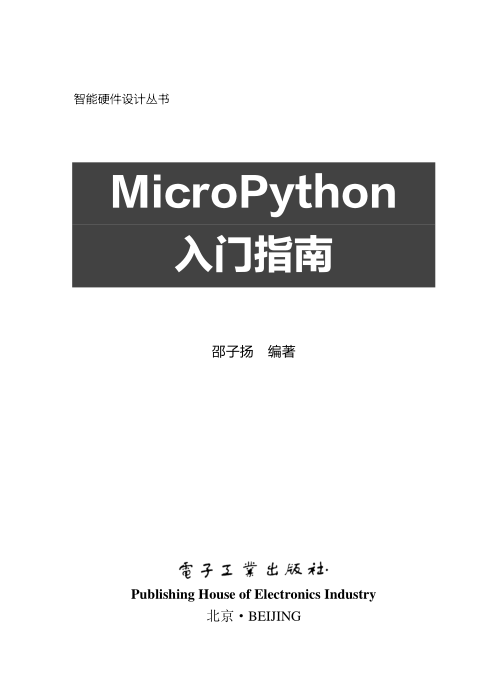 智能硬件设计丛书
MicroPython
入门指南
邵子扬　编著
電子工業出版社·
Publishing House of Electronics Industry
北京·BEIJING